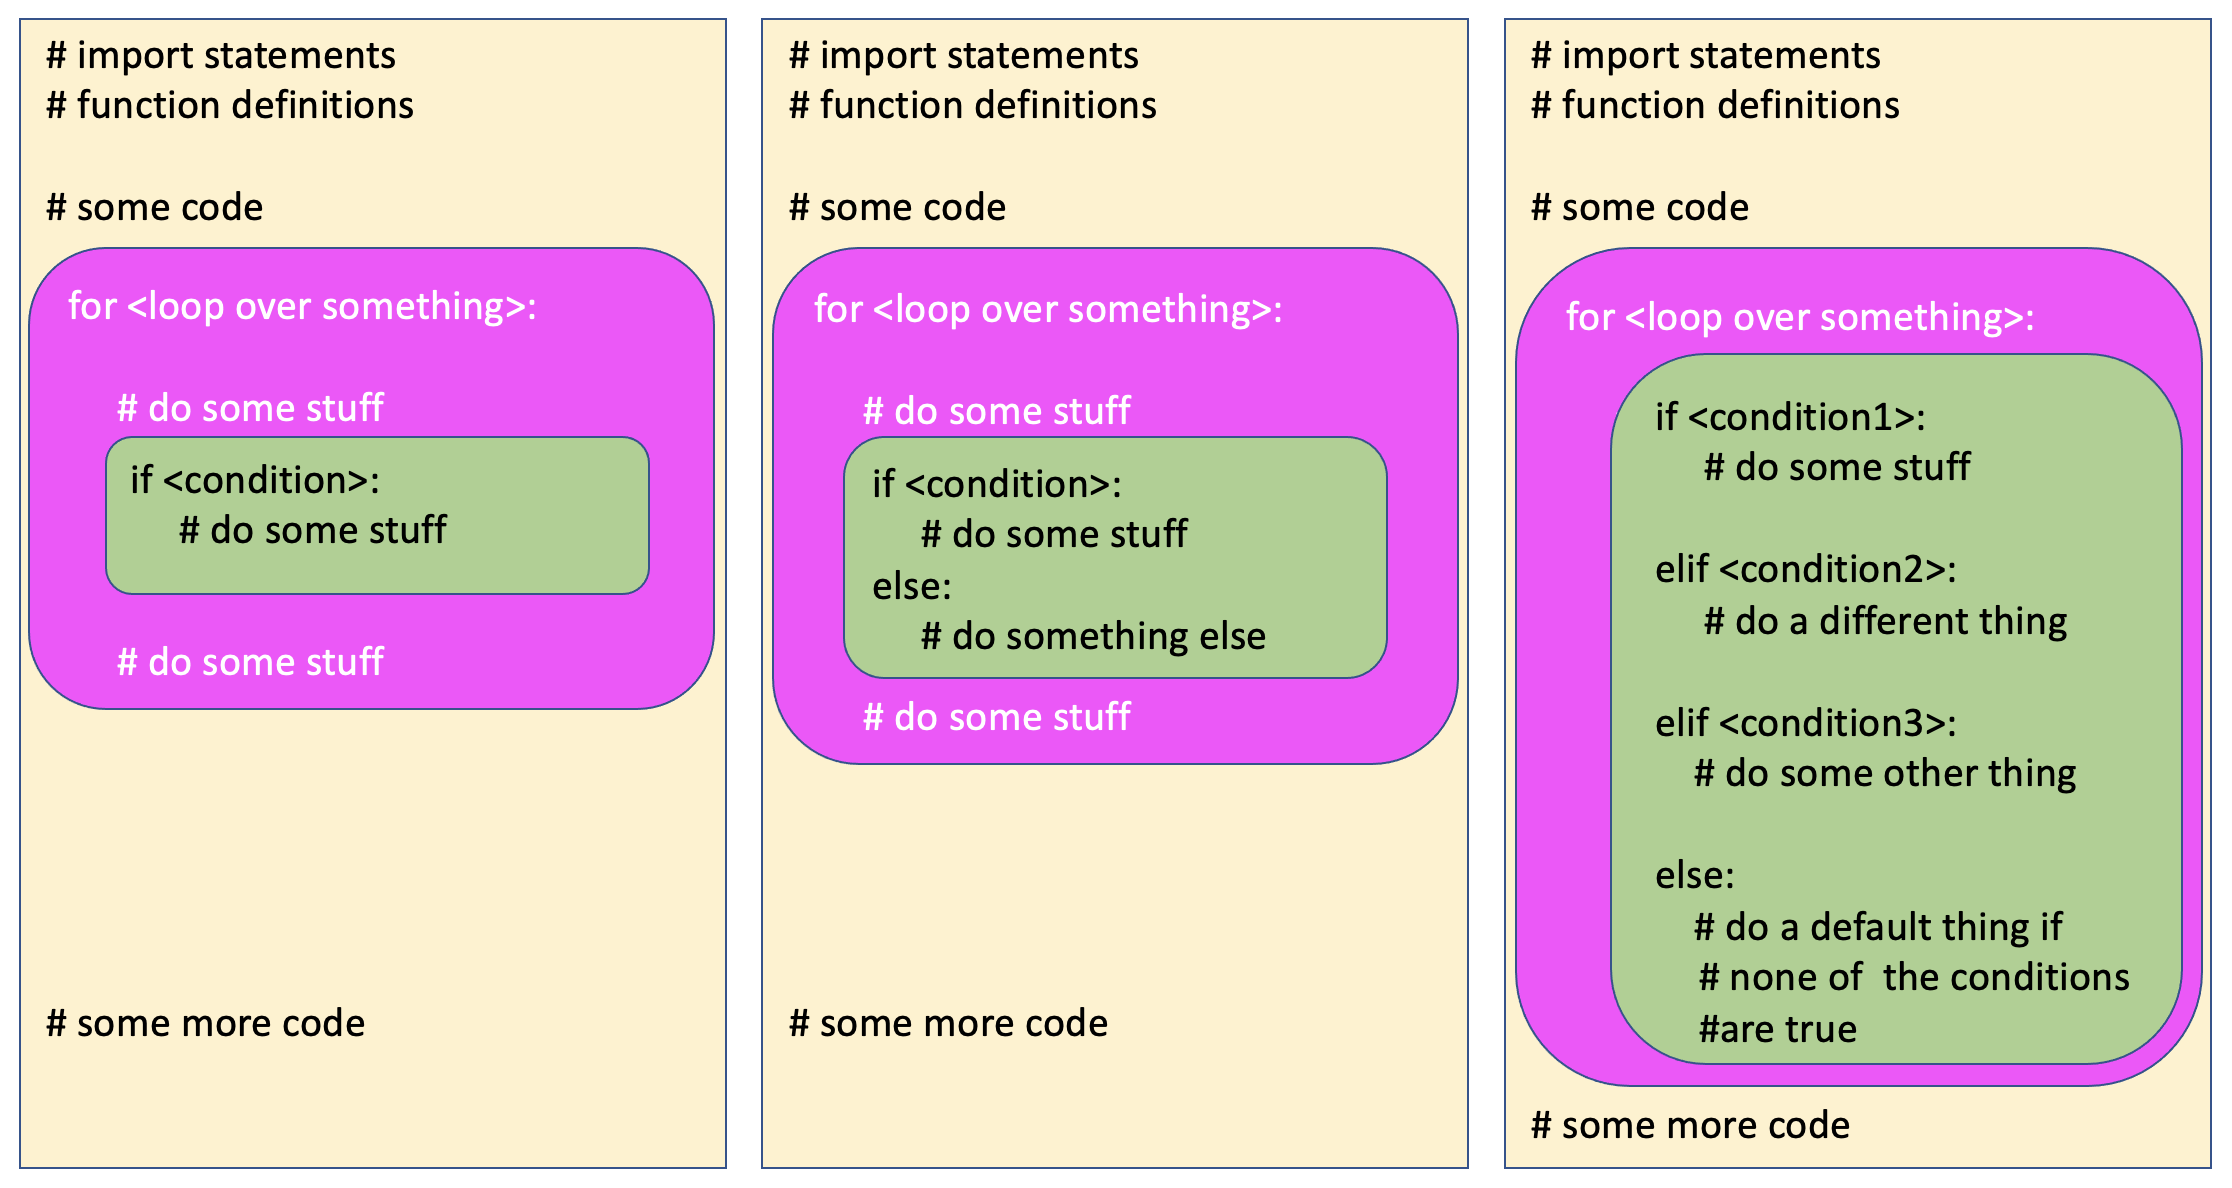 # import statements
# function definitions
# some code
for <loop over something>:
# do some stuff
if <condition>:
# do some stuff
# do some stuff
# some more code
# import statements
# function definitions
# some code
for <loop over something>:
# do some stuff
if <condition>:
# do some stuff
else:
# do something else
# do some stuff
# some more code
# import statements
# function definitions
# some code
for <loop over something>:
if <condition1>:
# do some stuff
elif <condition2>:
# do a different thing
elif <condition3>:
# do some other thing
else:
# do a default thing if
# none of  the conditions
#are true
# some more code